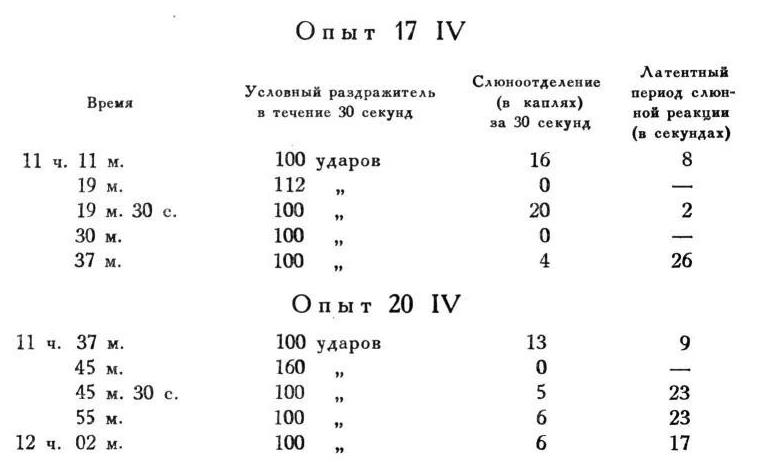 Опыт 17 IV
Время
Условный раздражитель
в течение 30 секунд
Слюноотделение
(в каплях)
за 30 секунд
Латентный
период слюн-
ной реакции
(в секундах)
11 ч. 11 м. 100 ударов 16 8
19 м. 112 „ 0 —
19 м. 30 с. 100 „ 20 2
30 м. 100 „ 0 —
37 м. 100 „ 4 26
Опыт 20 IV
11 ч. 37 м. 100 ударов 13 9
45 м. 160 „ 0 —
45 м. 30 с. 100 „ 5 23
55 м. 100 „ 6 23
12 ч. 02 м. 100 „ 6 17